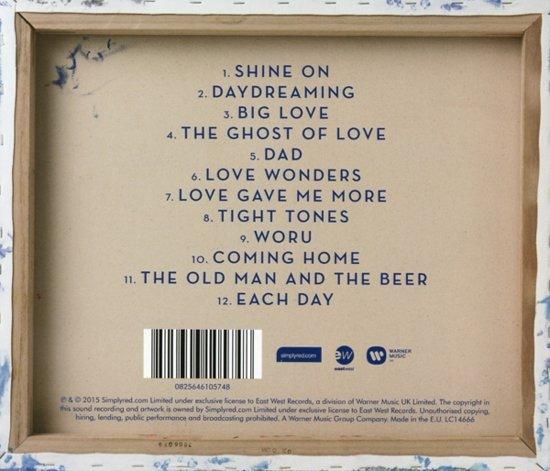 1. SHINE ON
2. DAYDREAMING
3. BIG LOVE
4. THE GHOST OF LOVE
5. DAD
6. LOVE WONDERS
7. LOVE GAVE ME MORE
8. TIGHT TONES
9. WORU
10. COMING HOME
11. THE OLD MAN AND THE BEER
12. EACH DAY
0825646105748
simplyred.com
ew
eastwest
WARNER
MUSIC
℗ & © 2015 Simplyred.com Limited under exclusive license to East West Records, a division of Warner Music UK Limited. The copyright in
this sound recording and artwork is owned by Simplyred.com Limited under exclusive license to East West Records. Unauthorised copying,
hiring, lending, public performance and broadcasting prohibited. A Warner Music Group Company. Made in the E.U. LC14666